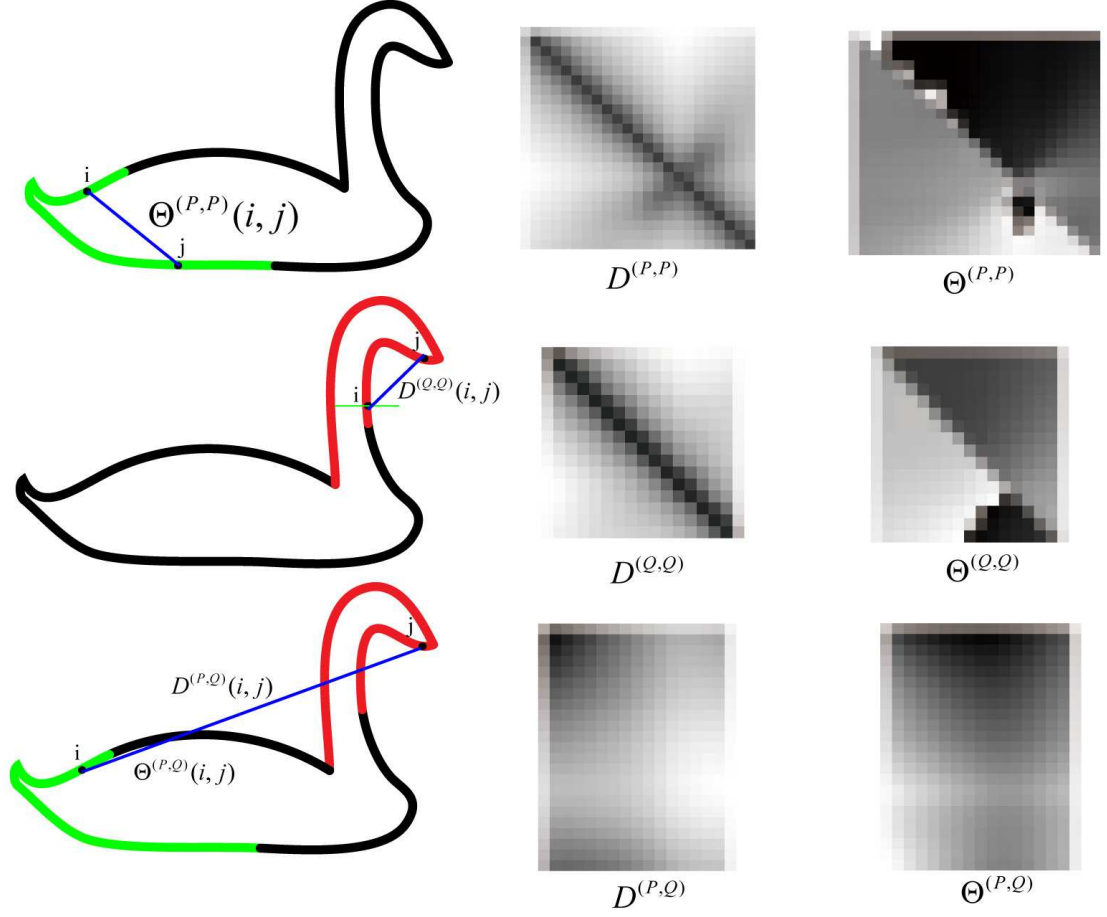 i
Θ^(P,P)(i, j)
j
D^(P,P)
Θ^(P,P)
j
i
D^(Q,Q)(i, j)
D^(Q,Q)
Θ^(Q,Q)
j
D^(P,Q)(i, j)
i
Θ^(P,Q)(i, j)
D^(P,Q)
Θ^(P,Q)